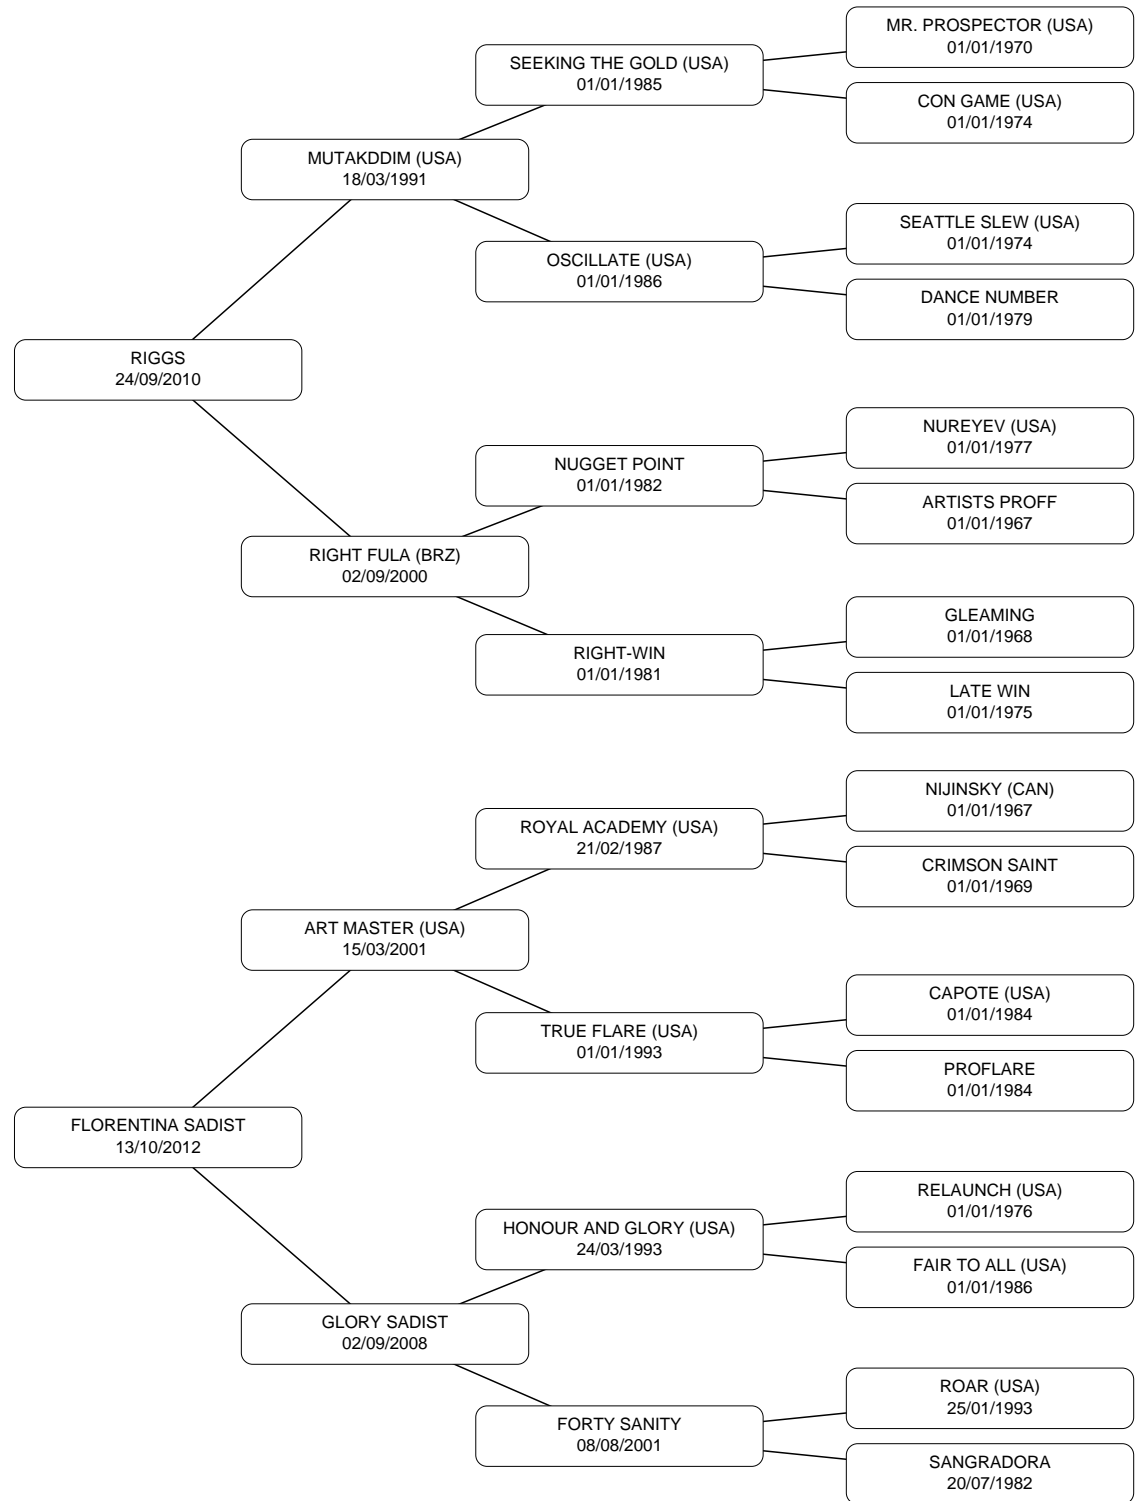 MR. PROSPECTOR (USA)
01/01/1970
SEEKING THE GOLD (USA)
01/01/1985
CON GAME (USA)
01/01/1974
MUTAKDDIM (USA)
18/03/1991
SEATTLE SLEW (USA)
01/01/1974
OSCILLATE (USA)
01/01/1986
DANCE NUMBER
01/01/1979
RIGGS
24/09/2010
NUREYEV (USA)
01/01/1977
NUGGET POINT
01/01/1982
ARTISTS PROFF
01/01/1967
RIGHT FULA (BRZ)
02/09/2000
GLEAMING
01/01/1968
RIGHT-WIN
01/01/1981
LATE WIN
01/01/1975
NIJINSKY (CAN)
01/01/1967
ROYAL ACADEMY (USA)
21/02/1987
CRIMSON SAINT
01/01/1969
ART MASTER (USA)
15/03/2001
CAPOTE (USA)
01/01/1984
TRUE FLARE (USA)
01/01/1993
PROFLARE
01/01/1984
FLORENTINA SADIST
13/10/2012
RELAUNCH (USA)
01/01/1976
HONOUR AND GLORY (USA)
24/03/1993
FAIR TO ALL (USA)
01/01/1986
GLORY SADIST
02/09/2008
ROAR (USA)
25/01/1993
FORTY SANITY
08/08/2001
SANGRADORA
20/07/1982